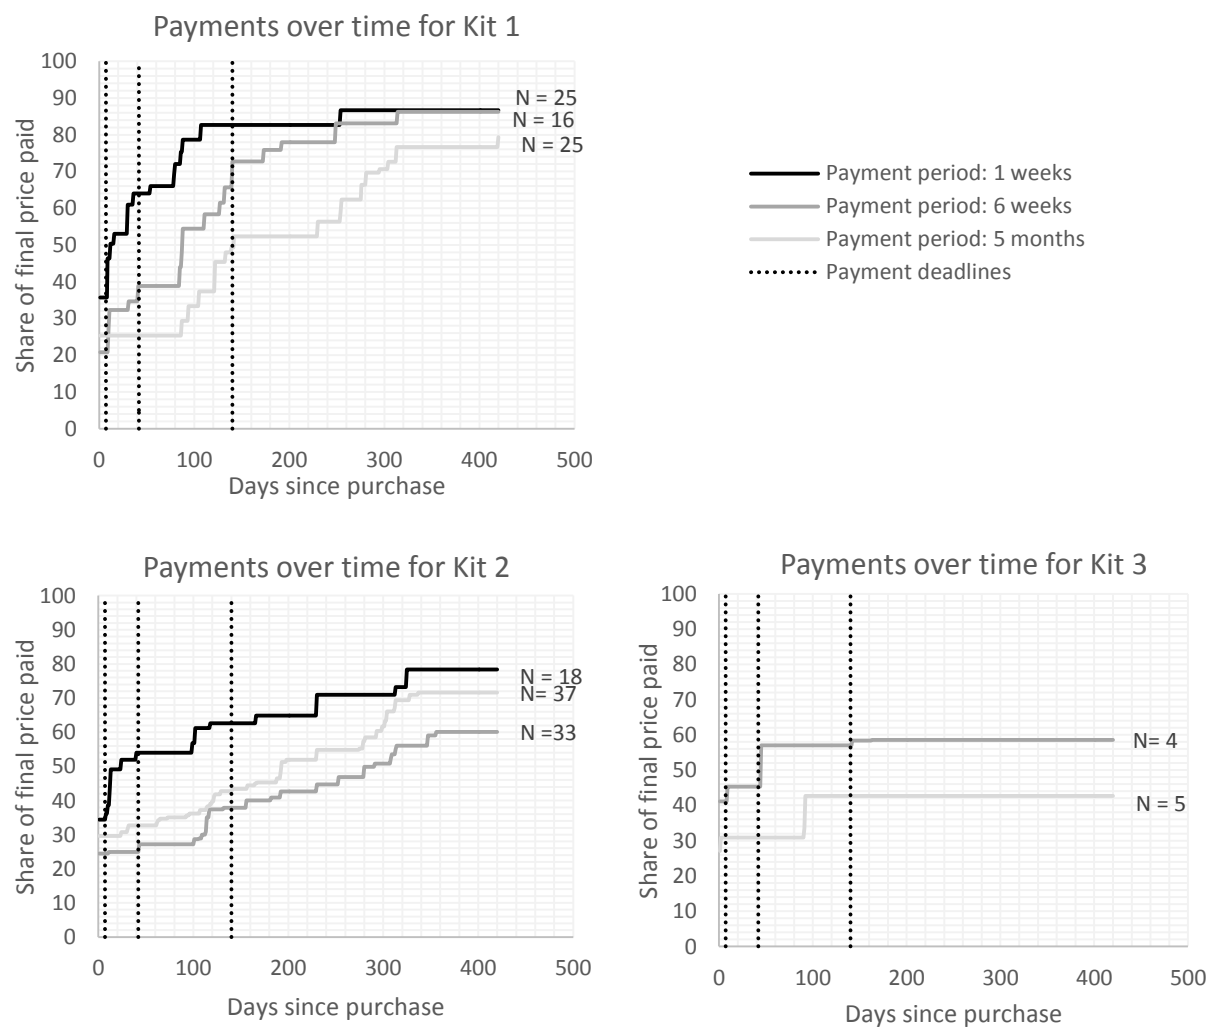 Payments over time for Kit 1
Share of final price paid
100
90
80
70
60
50
40
30
20
10
0
N = 25
N = 16
N = 25
0 100 200 300 400 500
Days since purchase
Payment period: 1 weeks
Payment period: 6 weeks
Payment period: 5 months
Payment deadlines
Payments over time for Kit 2
Share of final price paid
100
90
80
70
60
50
40
30
20
10
0
N = 18
N= 37
N =33
0 100 200 300 400 500
Days since purchase
Payments over time for Kit 3
Share of final price paid
100
90
80
70
60
50
40
30
20
10
0
N= 4
N = 5
0 100 200 300 400 500
Days since purchase